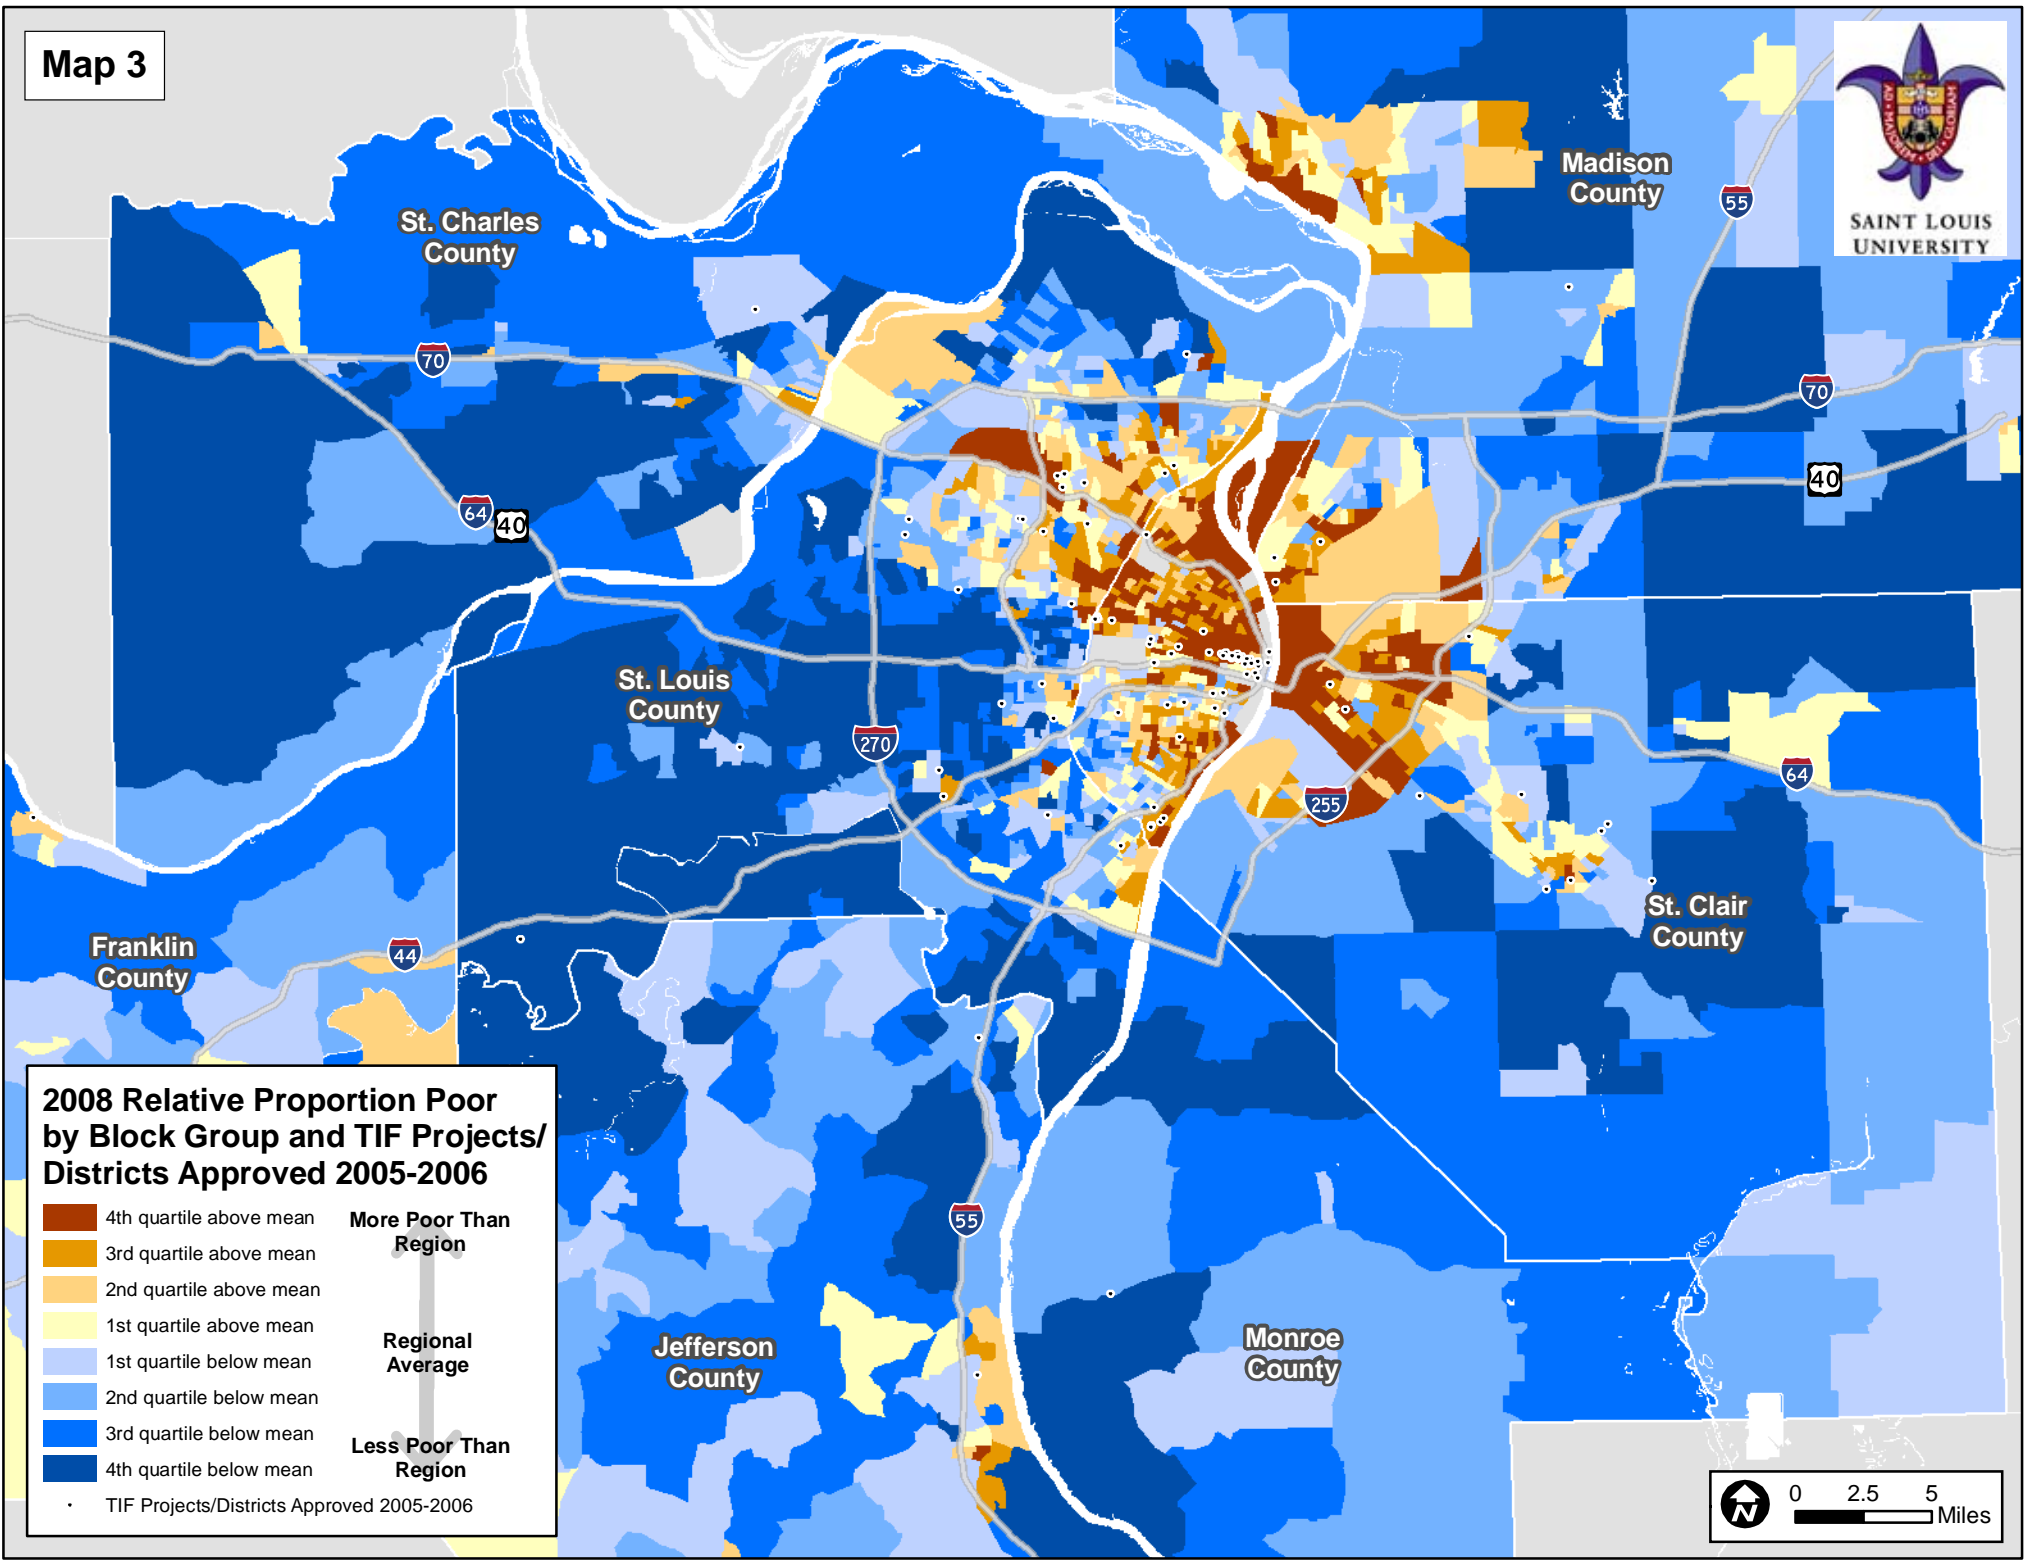 Map 3
SAINT LOUIS
UNIVERSITY
Madison
County
55
St. Charles
County
70
70
40
64
40
St. Louis
County
270
64
255
St. Clair
County
Franklin
County
44
55
Jefferson
County
Monroe
County
2008 Relative Proportion Poor
by Block Group and TIF Projects/
Districts Approved 2005-2006
4th quartile above mean
3rd quartile above mean
2nd quartile above mean
1st quartile above mean
1st quartile below mean
2nd quartile below mean
3rd quartile below mean
4th quartile below mean
TIF Projects/Districts Approved 2005-2006
More Poor Than
Region
Regional
Average
Less Poor Than
Region
N
0 2.5 5
Miles